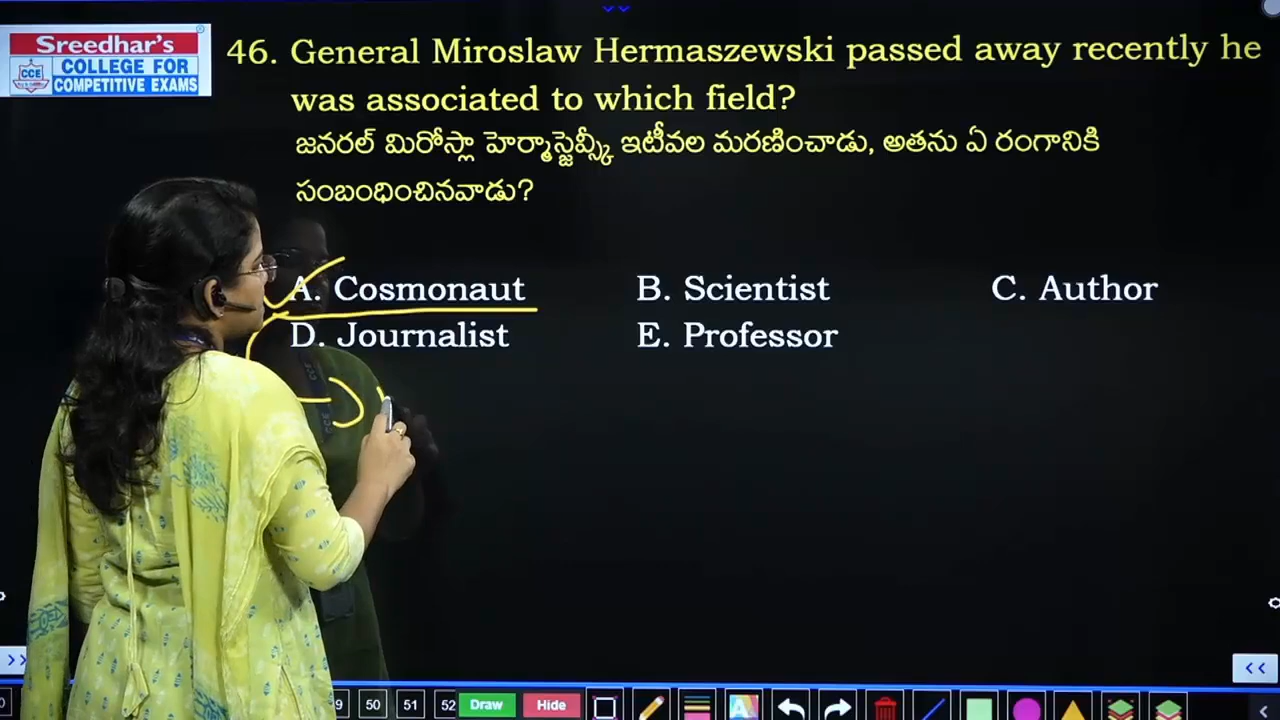 Sreedhar's
CCE
COLLEGE FOR
COMPETITIVE EXAMS
46. General Miroslaw Hermaszewski passed away recently he
was associated to which field?
జనరల్ మిరోస్లా హెర్మాస్జెవ్స్కీ ఇటీవల మరణించాడు, అతను ఏ రంగానికి
సంబంధించినవాడు?
A. Cosmonaut B. Scientist C. Author
D. Journalist E. Professor
50 51 52 Draw Hide